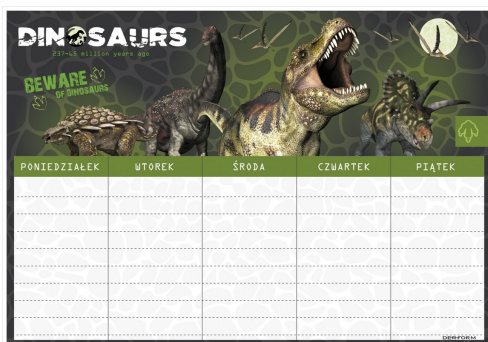 DINOSAURS
237-65 million years ago
BEWARE
OF DINOSAURS
PONIEDZIAŁEK WTOREK ŚRODA CZWARTEK PIĄTEK
DERFORM